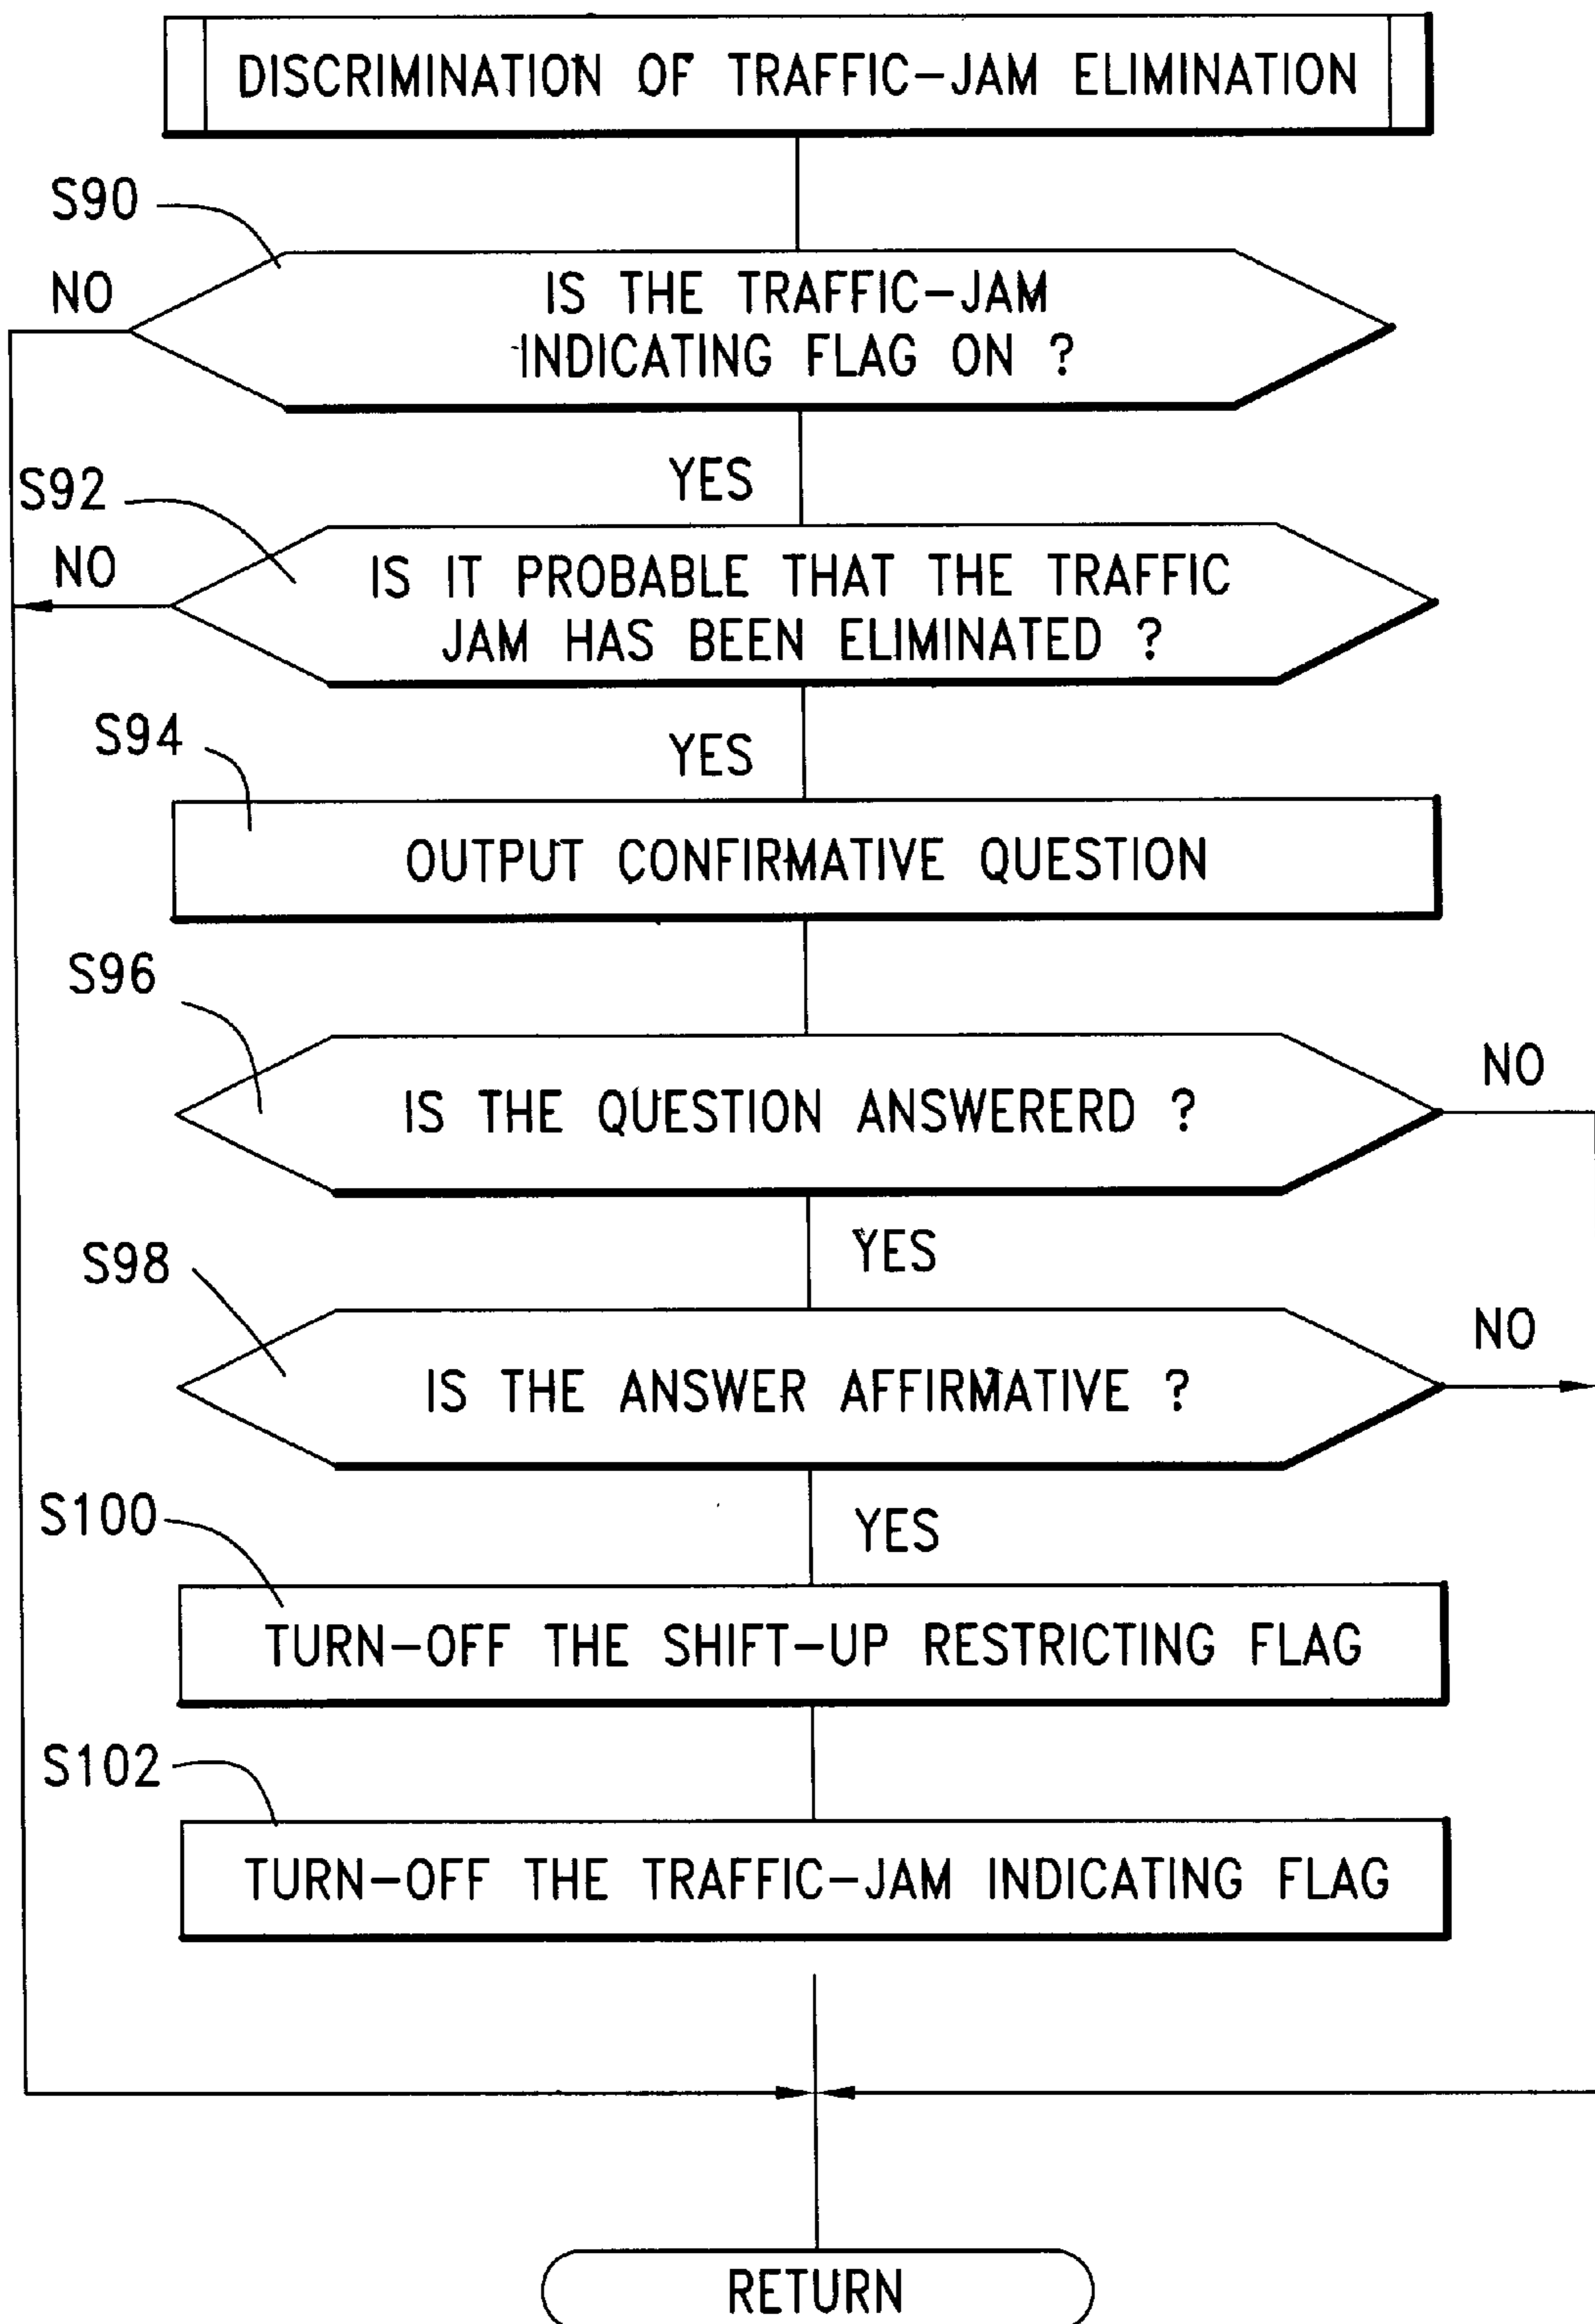 DISCRIMINATION OF TRAFFIC-JAM ELIMINATION
S90
NO
IS THE TRAFFIC-JAM
INDICATING FLAG ON ?
YES
S92
NO
IS IT PROBABLE THAT THE TRAFFIC
JAM HAS BEEN ELIMINATED ?
YES
S94
OUTPUT CONFIRMATIVE QUESTION
S96
IS THE QUESTION ANSWERERD ?
NO
YES
S98
IS THE ANSWER AFFIRMATIVE ?
NO
YES
S100
TURN-OFF THE SHIFT-UP RESTRICTING FLAG
S102
TURN-OFF THE TRAFFIC-JAM INDICATING FLAG
RETURN